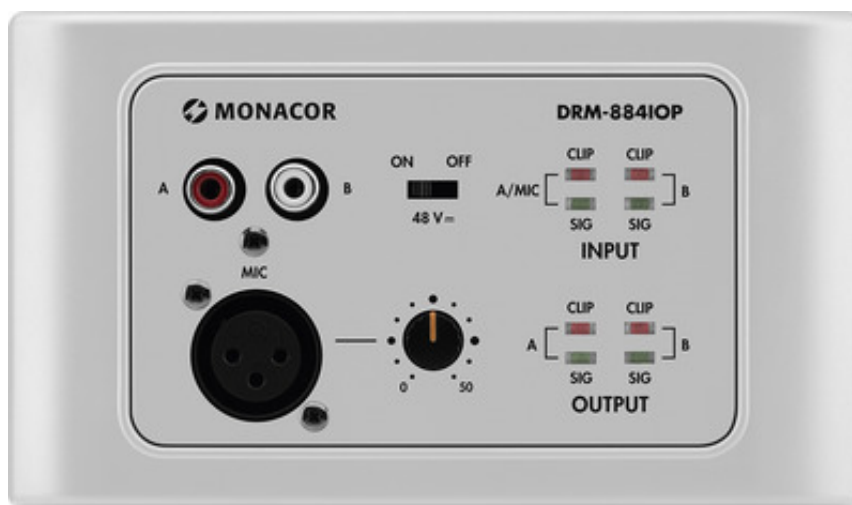 MONACOR
DRM-884IOP
A
B
ON OFF
48 V⎓
CLIP CLIP
A/MIC
B
SIG SIG
INPUT
MIC
0 50
CLIP CLIP
A
B
SIG SIG
OUTPUT